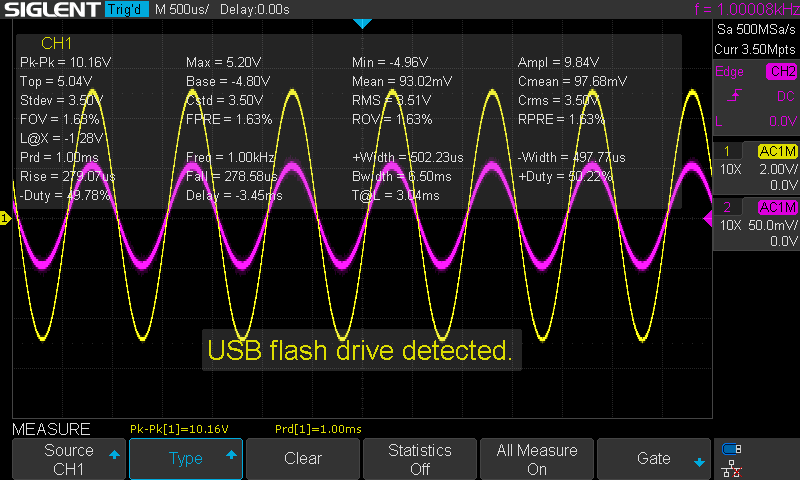 SIGLENT Trig'd M 500us/ Delay:0.00s f = 1.00008kHz
Sa 500MSa/s
Curr 3.50Mpts
Edge CH2
DC
L 0.0V
1 AC1M
10X 2.00V/
0.0V
2 AC1M
10X 50.0mV/
0.0V
CH1
Pk-Pk = 10.16V Max = 5.20V Min = -4.96V Ampl = 9.84V
Top = 5.04V Base = -4.80V Mean = 93.02mV Cmean = 97.68mV
Stdev = 3.50V Cstd = 3.50V RMS = 3.51V Crms = 3.50V
FOV = 1.63% FPRE = 1.63% ROV = 1.63% RPRE = 1.63%
L@X = -1.28V
Prd = 1.00ms Freq = 1.00kHz +Width = 502.23us -Width = 497.77us
Rise = 279.07us Fall = 278.58us Bwidth = 6.50ms +Duty = 50.22%
-Duty = 49.78% Delay = -3.45ms T@L = 3.04ms
1
USB flash drive detected.
MEASURE Pk-Pk[1]=10.16V Prd[1]=1.00ms
Source
CH1
Type
Clear
Statistics
Off
All Measure
On
Gate